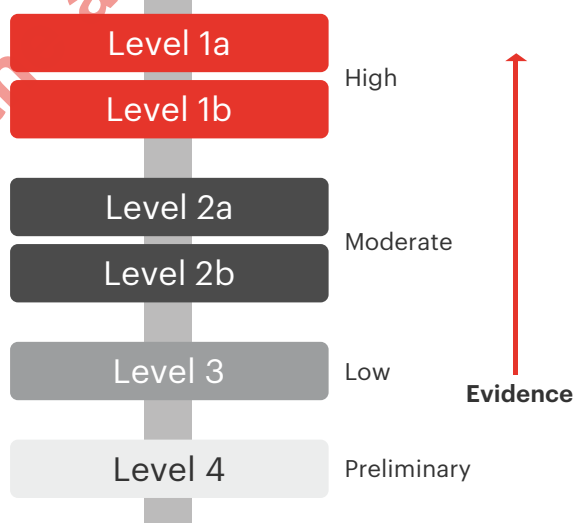 Level 1a
High
Level 1b
Level 2a
Moderate
Level 2b
Level 3
Low
Evidence
Level 4
Preliminary